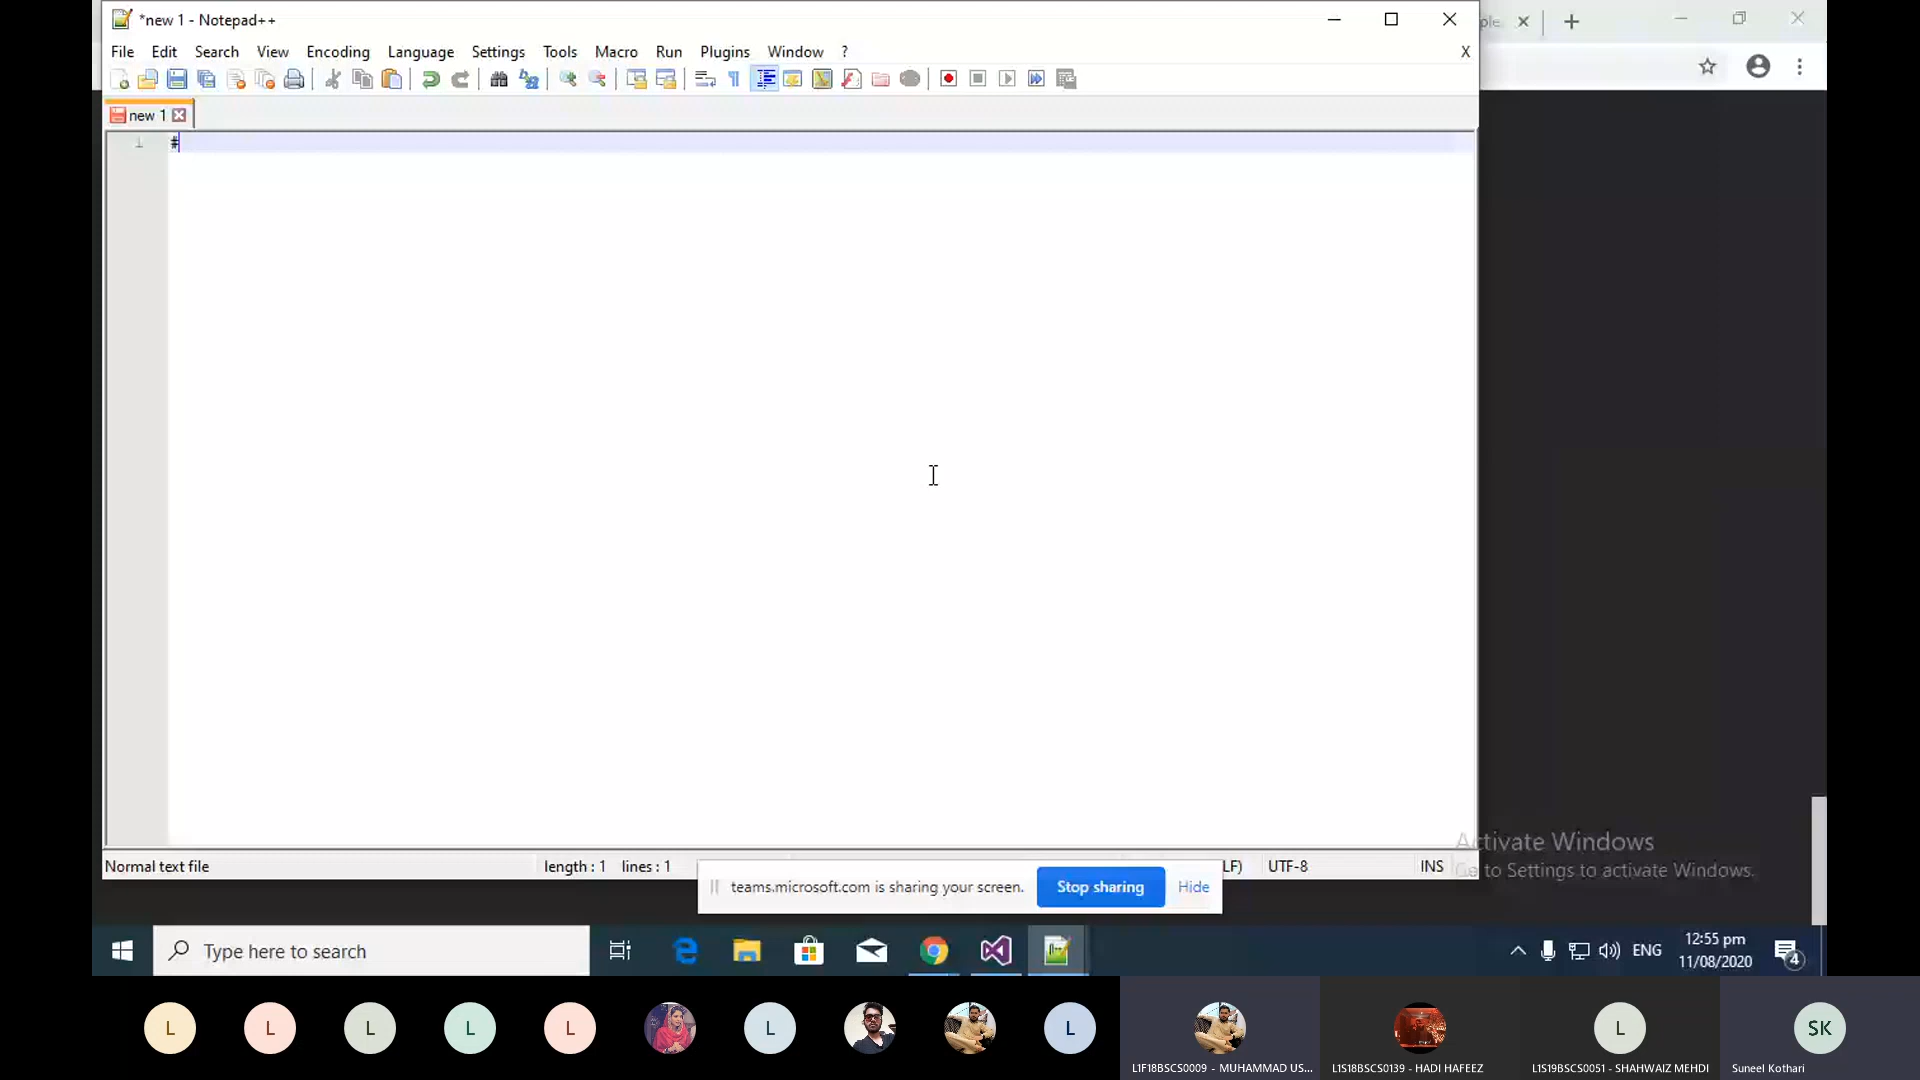 *new 1 - Notepad++
ple
File Edit Search View Encoding Language Settings Tools Macro Run Plugins Window ? X
new 1
1 #
Activate Windows
Go to Settings to activate Windows.
Normal text file length : 1 lines : 1 LF) UTF-8 INS
teams.microsoft.com is sharing your screen. Stop sharing Hide
Type here to search
ENG
12:55 pm
11/08/2020
4
L L L L L L L L SK
L1F18BSCS0009 - MUHAMMAD US... L1S18BSCS0139 - HADI HAFEEZ L1S19BSCS0051 - SHAHWAIZ MEHDI Suneel Kothari